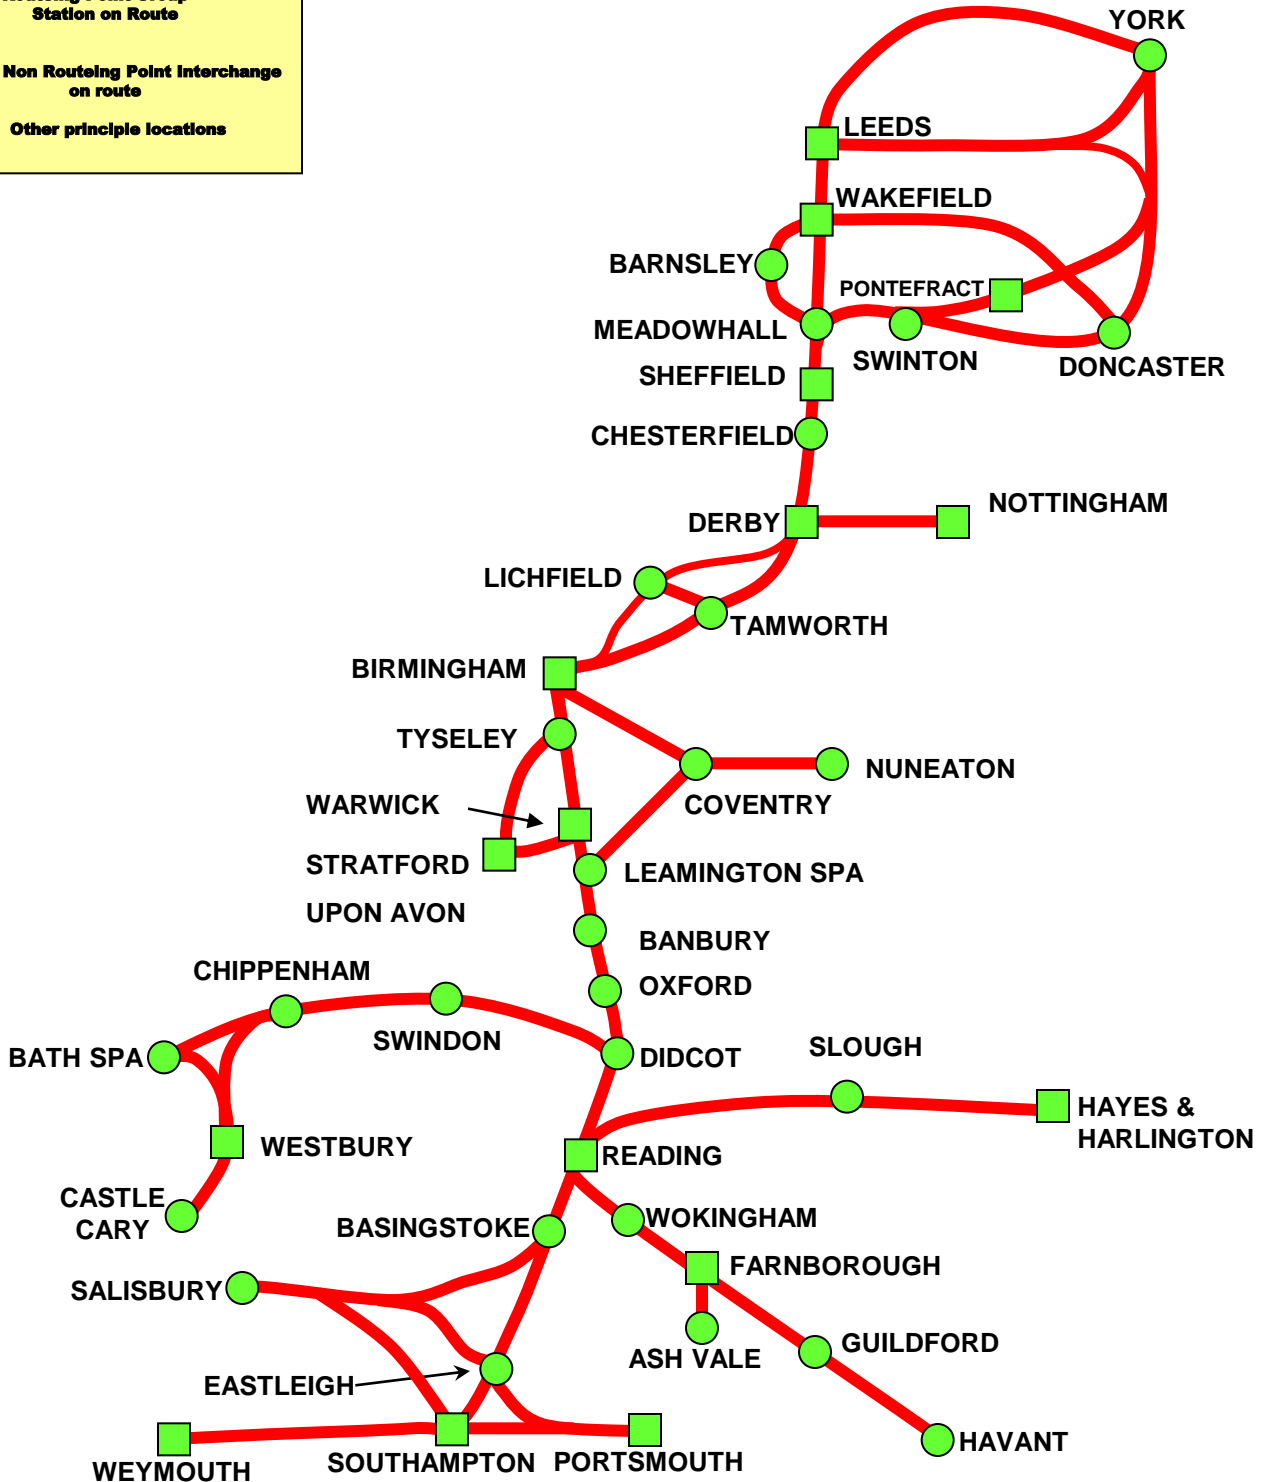 Routeing Point Group
Station on Route
Non Routeing Point Interchange
on route
Other principle locations
YORK
LEEDS
WAKEFIELD
BARNSLEY
PONTEFRACT
MEADOWHALL
SWINTON
DONCASTER
SHEFFIELD
CHESTERFIELD
NOTTINGHAM
DERBY
LICHFIELD
TAMWORTH
BIRMINGHAM
TYSELEY
NUNEATON
WARWICK
COVENTRY
STRATFORD
UPON AVON
LEAMINGTON SPA
BANBURY
CHIPPENHAM
OXFORD
SWINDON
BATH SPA
DIDCOT
SLOUGH
HAYES &
HARLINGTON
WESTBURY
READING
CASTLE
CARY
BASINGSTOKE
WOKINGHAM
FARNBOROUGH
SALISBURY
GUILDFORD
ASH VALE
EASTLEIGH
HAVANT
WEYMOUTH
SOUTHAMPTON
PORTSMOUTH